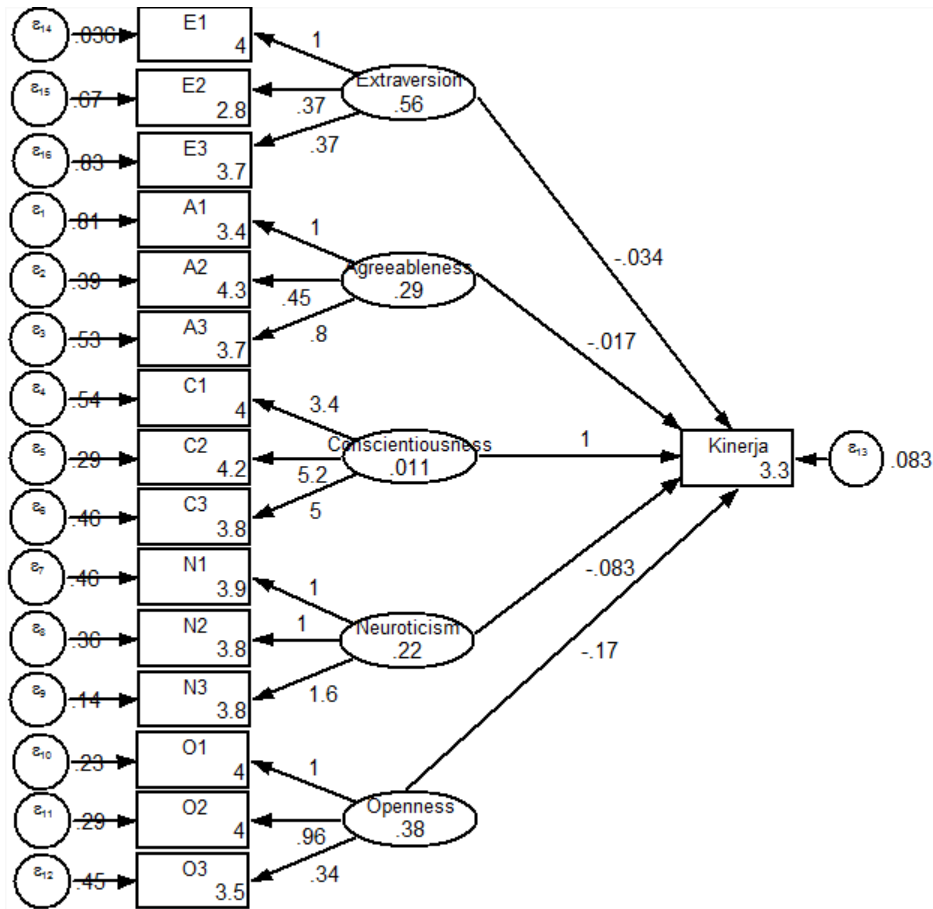 ε14 .036 E1 4
1
ε15 .67 E2 2.8
.37
Extraversion
.56
ε16 .83 E3 3.7
.37
-.034
ε1 .81 A1 3.4
1
ε2 .39 A2 4.3
.45
Agreeableness
.29
ε3 .53 A3 3.7
.8
-.017
ε4 .54 C1 4
3.4
ε5 .29 C2 4.2
5.2
Conscientiousness
.011
1
Kinerja
3.3
ε13 .083
ε6 .46 C3 3.8
5
ε7 .46 N1 3.9
1
-.083
ε8 .36 N2 3.8
1
Neuroticism
.22
-.17
ε9 .14 N3 3.8
1.6
ε10 .23 O1 4
1
ε11 .29 O2 4
.96
Openness
.38
ε12 .45 O3 3.5
.34